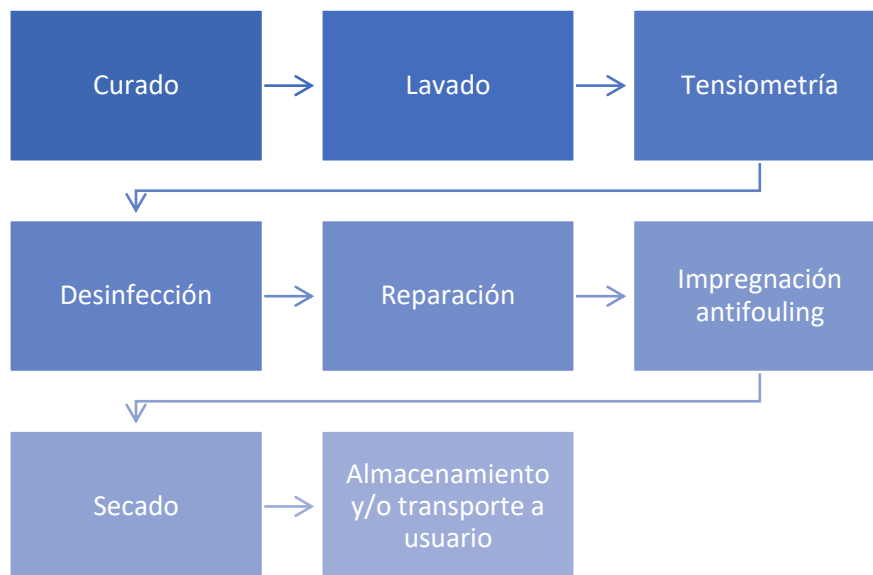 Curado
Lavado
Tensiometría
Desinfección
Reparación
Impregnación
antifouling
Secado
Almacenamiento
y/o transporte a
usuario